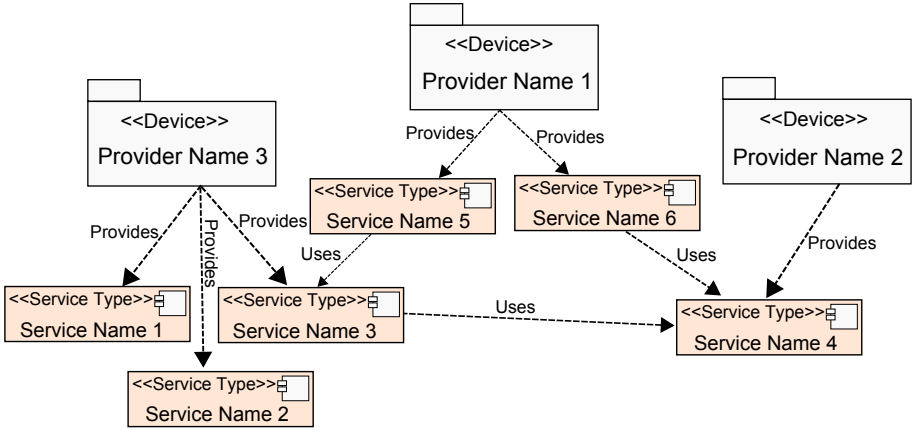 <<Device>>
Provider Name 1
<<Device>>
Provider Name 3
<<Device>>
Provider Name 2
Provides
Provides
<<Service Type>>
Service Name 5
<<Service Type>>
Service Name 6
Provides
Provides
Provides
Uses
Uses
Provides
<<Service Type>>
Service Name 1
<<Service Type>>
Service Name 3
Uses
<<Service Type>>
Service Name 4
<<Service Type>>
Service Name 2